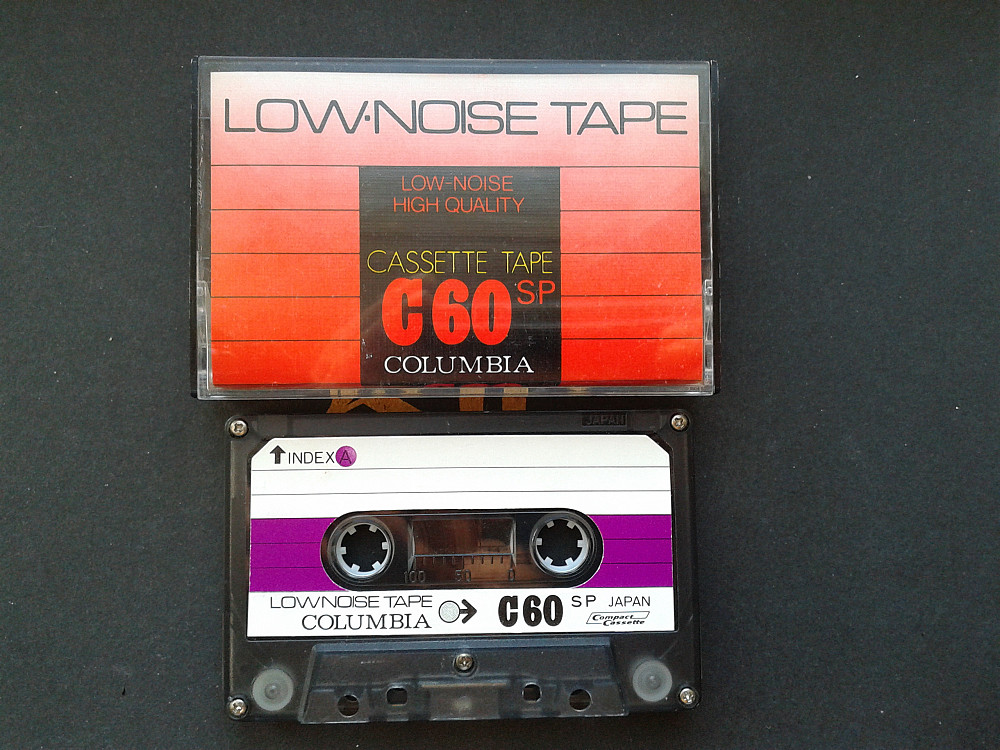 LOW·NOISE TAPE
LOW-NOISE
HIGH QUALITY
CASSETTE TAPE
C60 SP
COLUMBIA
JAPAN
INDEX A
100 50 0
LOW·NOISE TAPE
COLUMBIA
C60 SP JAPAN
Compact
Cassette